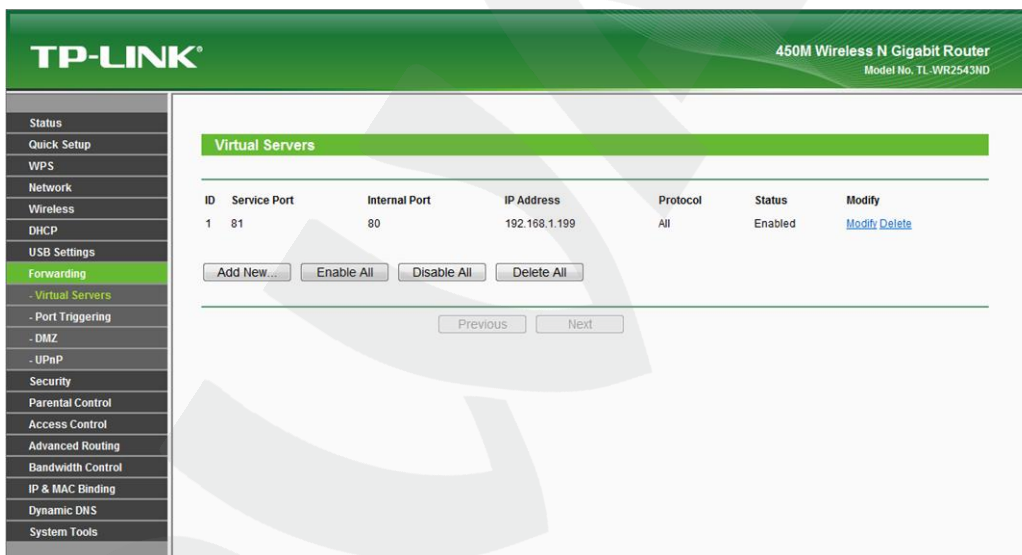 TP-LINK®
450M Wireless N Gigabit Router
Model No. TL-WR2543ND
Status
Quick Setup
WPS
Network
Wireless
DHCP
USB Settings
Forwarding
- Virtual Servers
- Port Triggering
- DMZ
- UPnP
Security
Parental Control
Access Control
Advanced Routing
Bandwidth Control
IP & MAC Binding
Dynamic DNS
System Tools
Virtual Servers
ID Service Port Internal Port IP Address Protocol Status Modify
1 81 80 192.168.1.199 All Enabled Modify Delete
Add New... Enable All Disable All Delete All
Previous Next